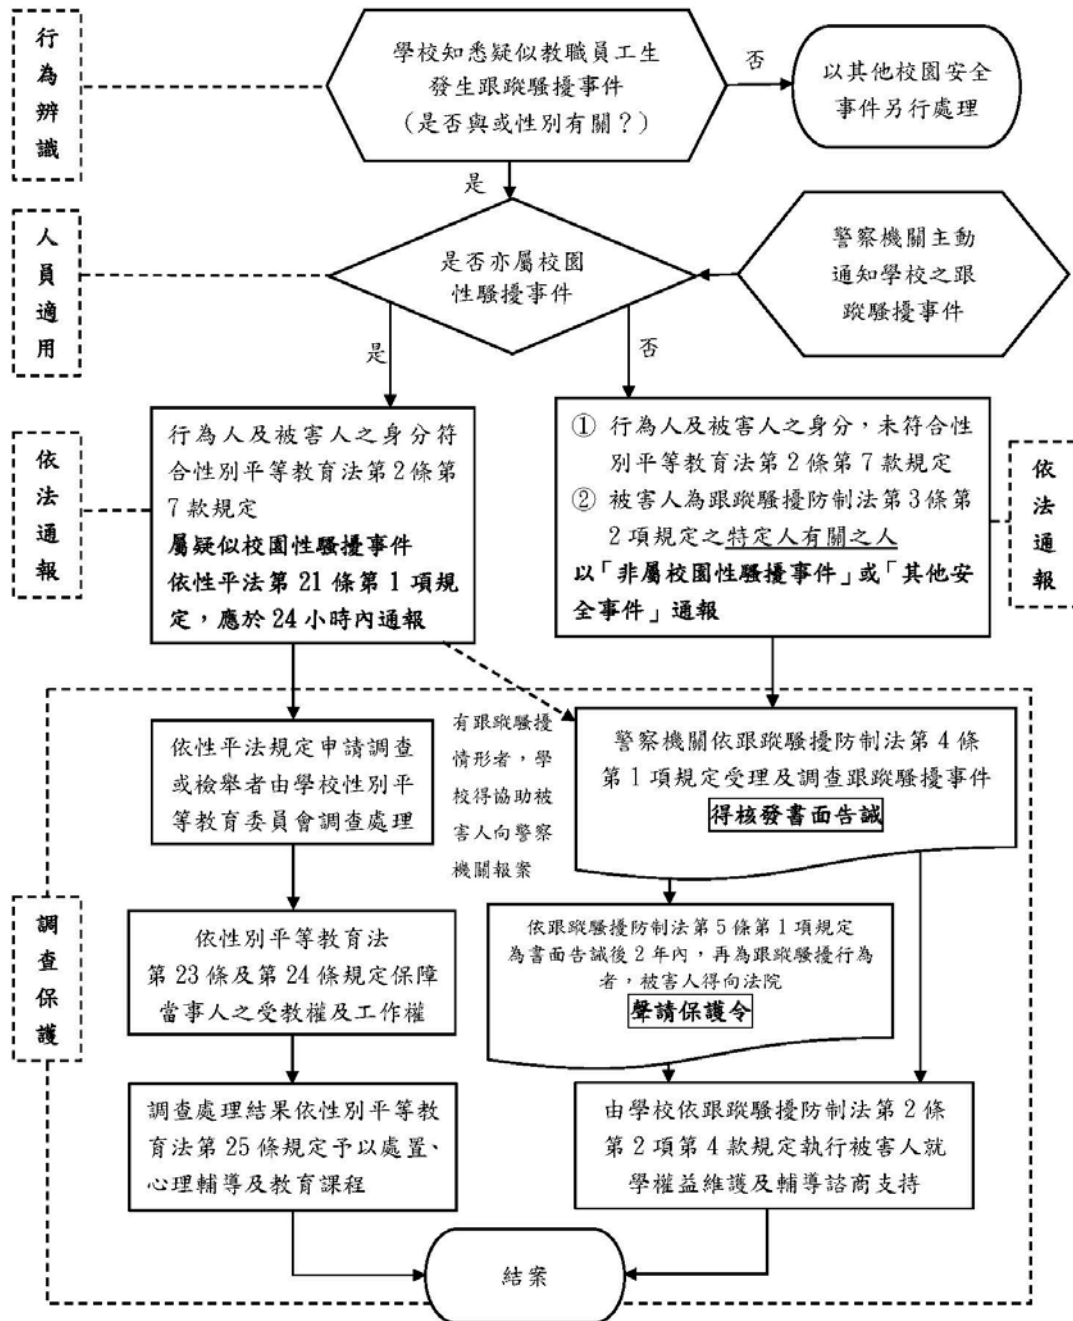 行為辨識
學校知悉疑似教職員工生
發生跟蹤騷擾事件
（是否與或性別有關？）
否
以其他校園安全
事件另行處理
是
人員適用
是否亦屬校園
性騷擾事件
警察機關主動
通知學校之跟
蹤騷擾事件
是
否
依法通報
行為人及被害人之身分符
合性別平等教育法第2條第
7款規定
屬疑似校園性騷擾事件
依性平法第21條第1項規
定，應於24小時內通報
① 行為人及被害人之身分，未符合性
別平等教育法第2條第7款規定
② 被害人為跟蹤騷擾防制法第3條第
2項規定之特定人有關之人
以「非屬校園性騷擾事件」或「其他安
全事件」通報
依法通報
調查保護
依性平法規定申請調查
或檢舉者由學校性別平
等教育委員會調查處理
有跟蹤騷擾
情形者，學
校得協助被
害人向警察
機關報案
警察機關依跟蹤騷擾防制法第4條
第1項規定受理及調查跟蹤騷擾事件
得核發書面告誡
依性別平等教育法
第23條及第24條規定保障
當事人之受教權及工作權
依跟蹤騷擾防制法第5條第1項規定
為書面告誡後2年內，再為跟蹤騷擾行為
者，被害人得向法院
聲請保護令
調查處理結果依性別平等教
育法第25條規定予以處置、
心理輔導及教育課程
由學校依跟蹤騷擾防制法第2條
第2項第4款規定執行被害人就
學權益維護及輔導諮商支持
結案